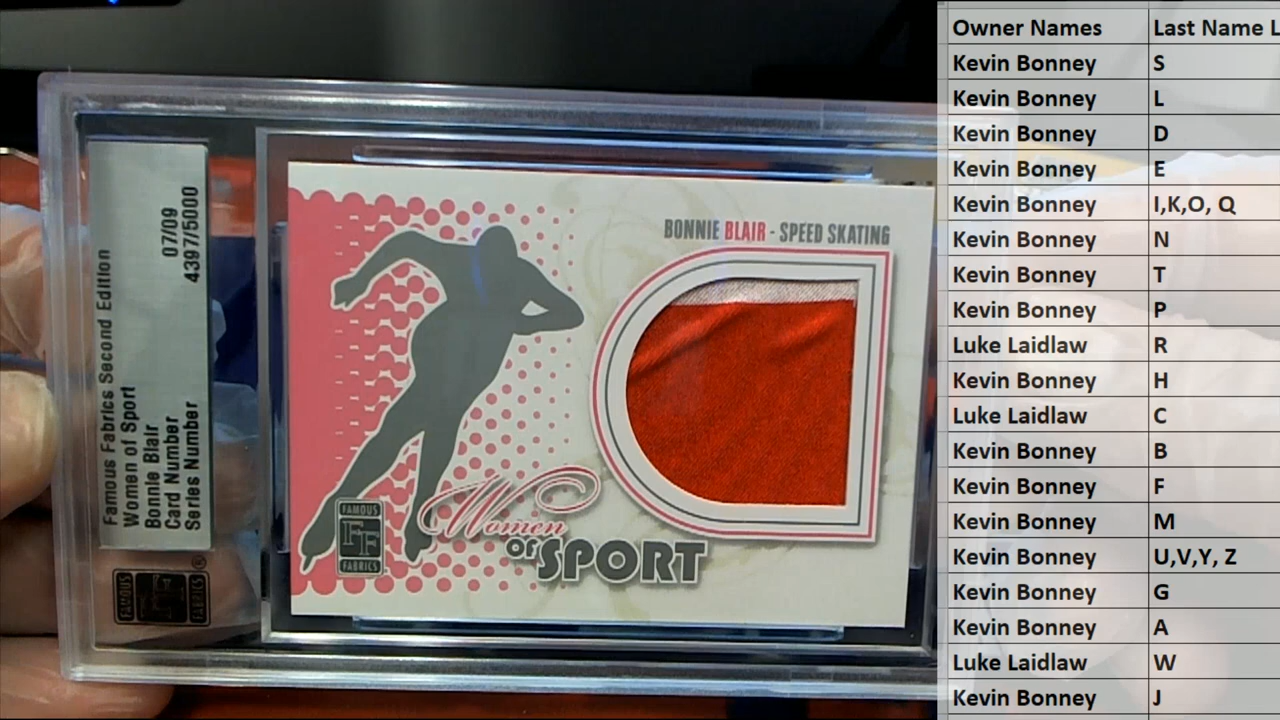 Famous Fabrics Second Edition
Women of Sport
Bonnie Blair
Card Number 07/09
Series Number 4397/5000
FAMOUS
FF
FABRICS
®
BONNIE BLAIR - SPEED SKATING
Women
OF SPORT
FAMOUS
FF
FABRICS
Owner Names Last Name L
Kevin Bonney S
Kevin Bonney L
Kevin Bonney D
Kevin Bonney E
Kevin Bonney I,K,O, Q
Kevin Bonney N
Kevin Bonney T
Kevin Bonney P
Luke Laidlaw R
Kevin Bonney H
Luke Laidlaw C
Kevin Bonney B
Kevin Bonney F
Kevin Bonney M
Kevin Bonney U,V,Y, Z
Kevin Bonney G
Kevin Bonney A
Luke Laidlaw W
Kevin Bonney J